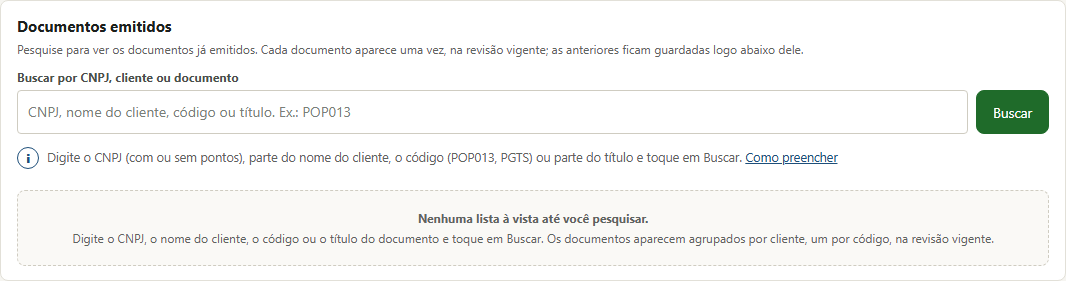 Documentos emitidos
Pesquise para ver os documentos já emitidos. Cada documento aparece uma vez, na revisão vigente; as anteriores ficam guardadas logo abaixo dele.
Buscar por CNPJ, cliente ou documento
CNPJ, nome do cliente, código ou título. Ex.: POP013
Buscar
i Digite o CNPJ (com ou sem pontos), parte do nome do cliente, o código (POP013, PGTS) ou parte do título e toque em Buscar. Como preencher
Nenhuma lista à vista até você pesquisar.
Digite o CNPJ, o nome do cliente, o código ou o título do documento e toque em Buscar. Os documentos aparecem agrupados por cliente, um por código, na revisão vigente.